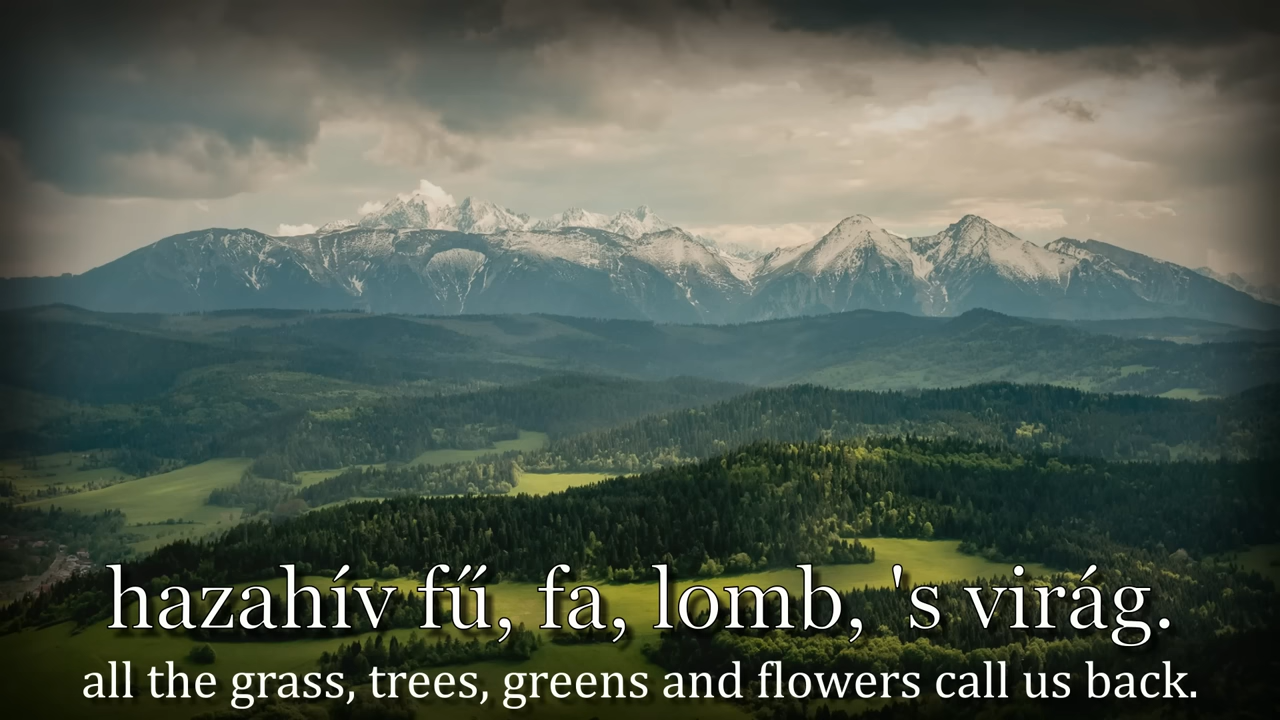 hazahív fű, fa, lomb, 's virág.
all the grass, trees, greens and flowers call us back.